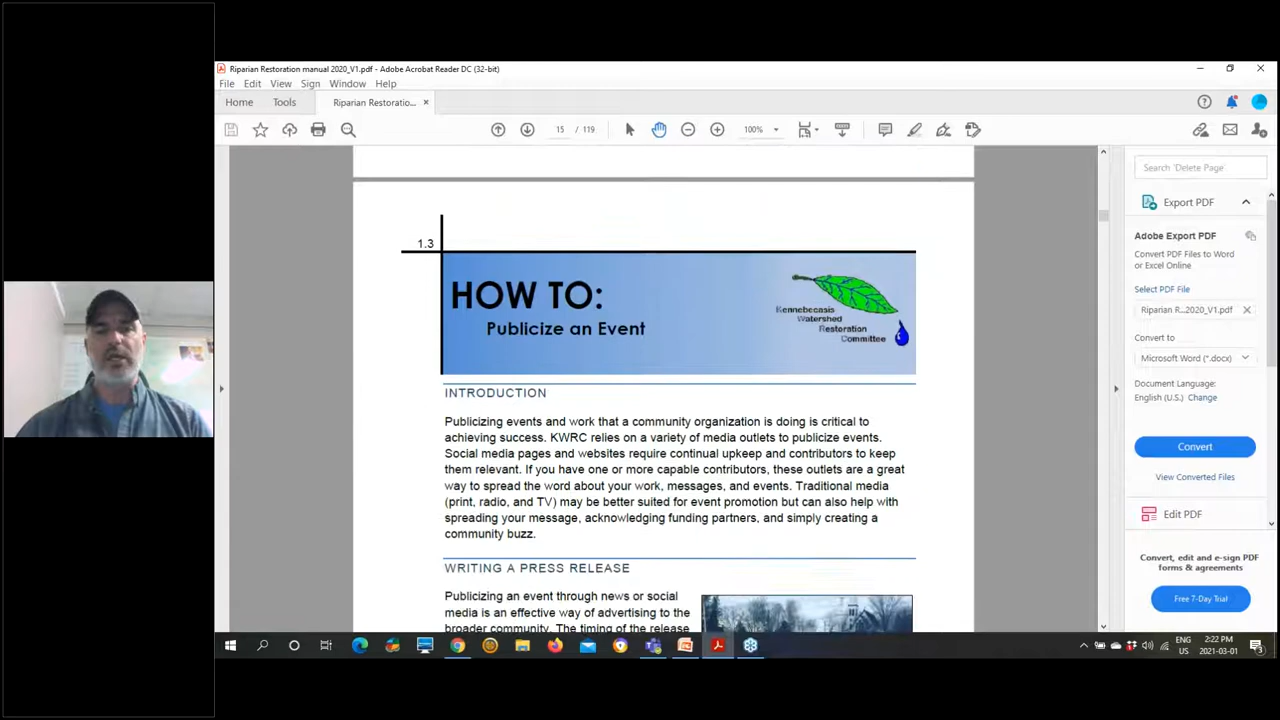 Riparian Restoration manual 2020_V1.pdf - Adobe Acrobat Reader DC (32-bit)
File Edit View Sign Window Help
Home Tools Riparian Restoratio... ×
15 / 119 100%
Search 'Delete Page'
Export PDF
Adobe Export PDF
Convert PDF Files to Word
or Excel Online
Select PDF File
Riparian R...2020_V1.pdf ×
Convert to
Microsoft Word (*.docx)
Document Language:
English (U.S.) Change
Convert
View Converted Files
Edit PDF
Convert, edit and e-sign PDF
forms & agreements
Free 7-Day Trial
1.3
HOW TO:
Publicize an Event
Kennebecasis
Watershed
Restoration
Committee
INTRODUCTION
Publicizing events and work that a community organization is doing is critical to
achieving success. KWRC relies on a variety of media outlets to publicize events.
Social media pages and websites require continual upkeep and contributors to keep
them relevant. If you have one or more capable contributors, these outlets are a great
way to spread the word about your work, messages, and events. Traditional media
(print, radio, and TV) may be better suited for event promotion but can also help with
spreading your message, acknowledging funding partners, and simply creating a
community buzz.
WRITING A PRESS RELEASE
Publicizing an event through news or social
media is an effective way of advertising to the
broader community. The timing of the release
ENG
US
2:22 PM
2021-03-01
3